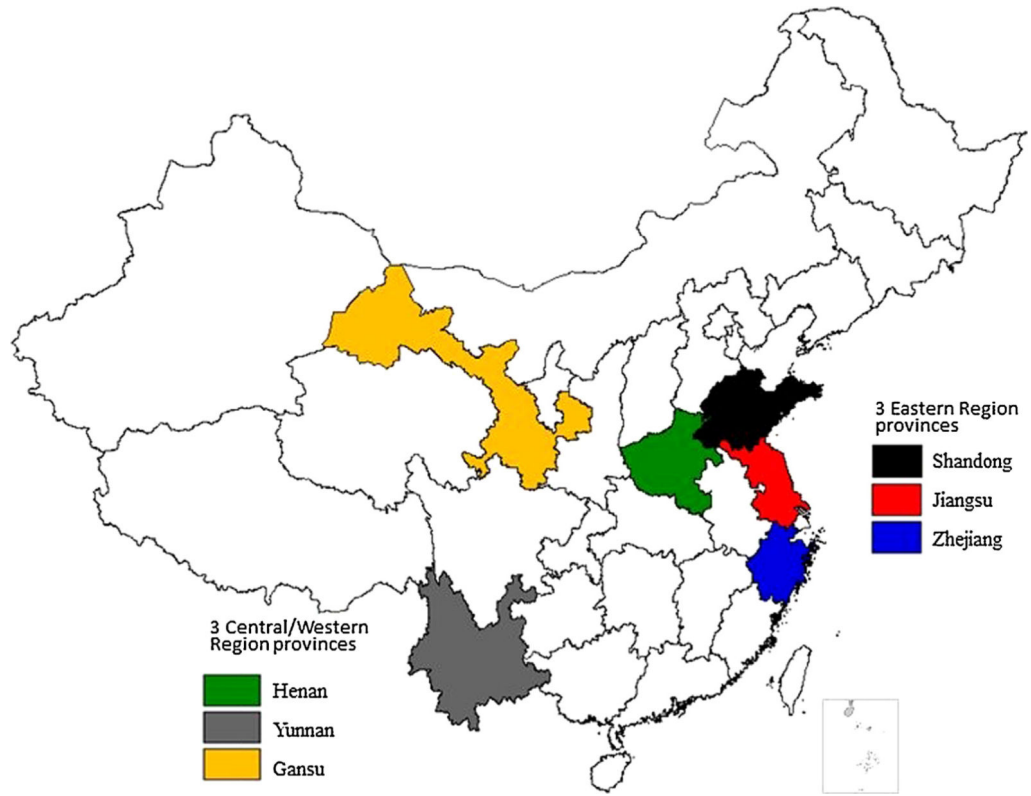 3 Eastern Region
provinces
Shandong
Jiangsu
Zhejiang
3 Central/Western
Region provinces
Henan
Yunnan
Gansu